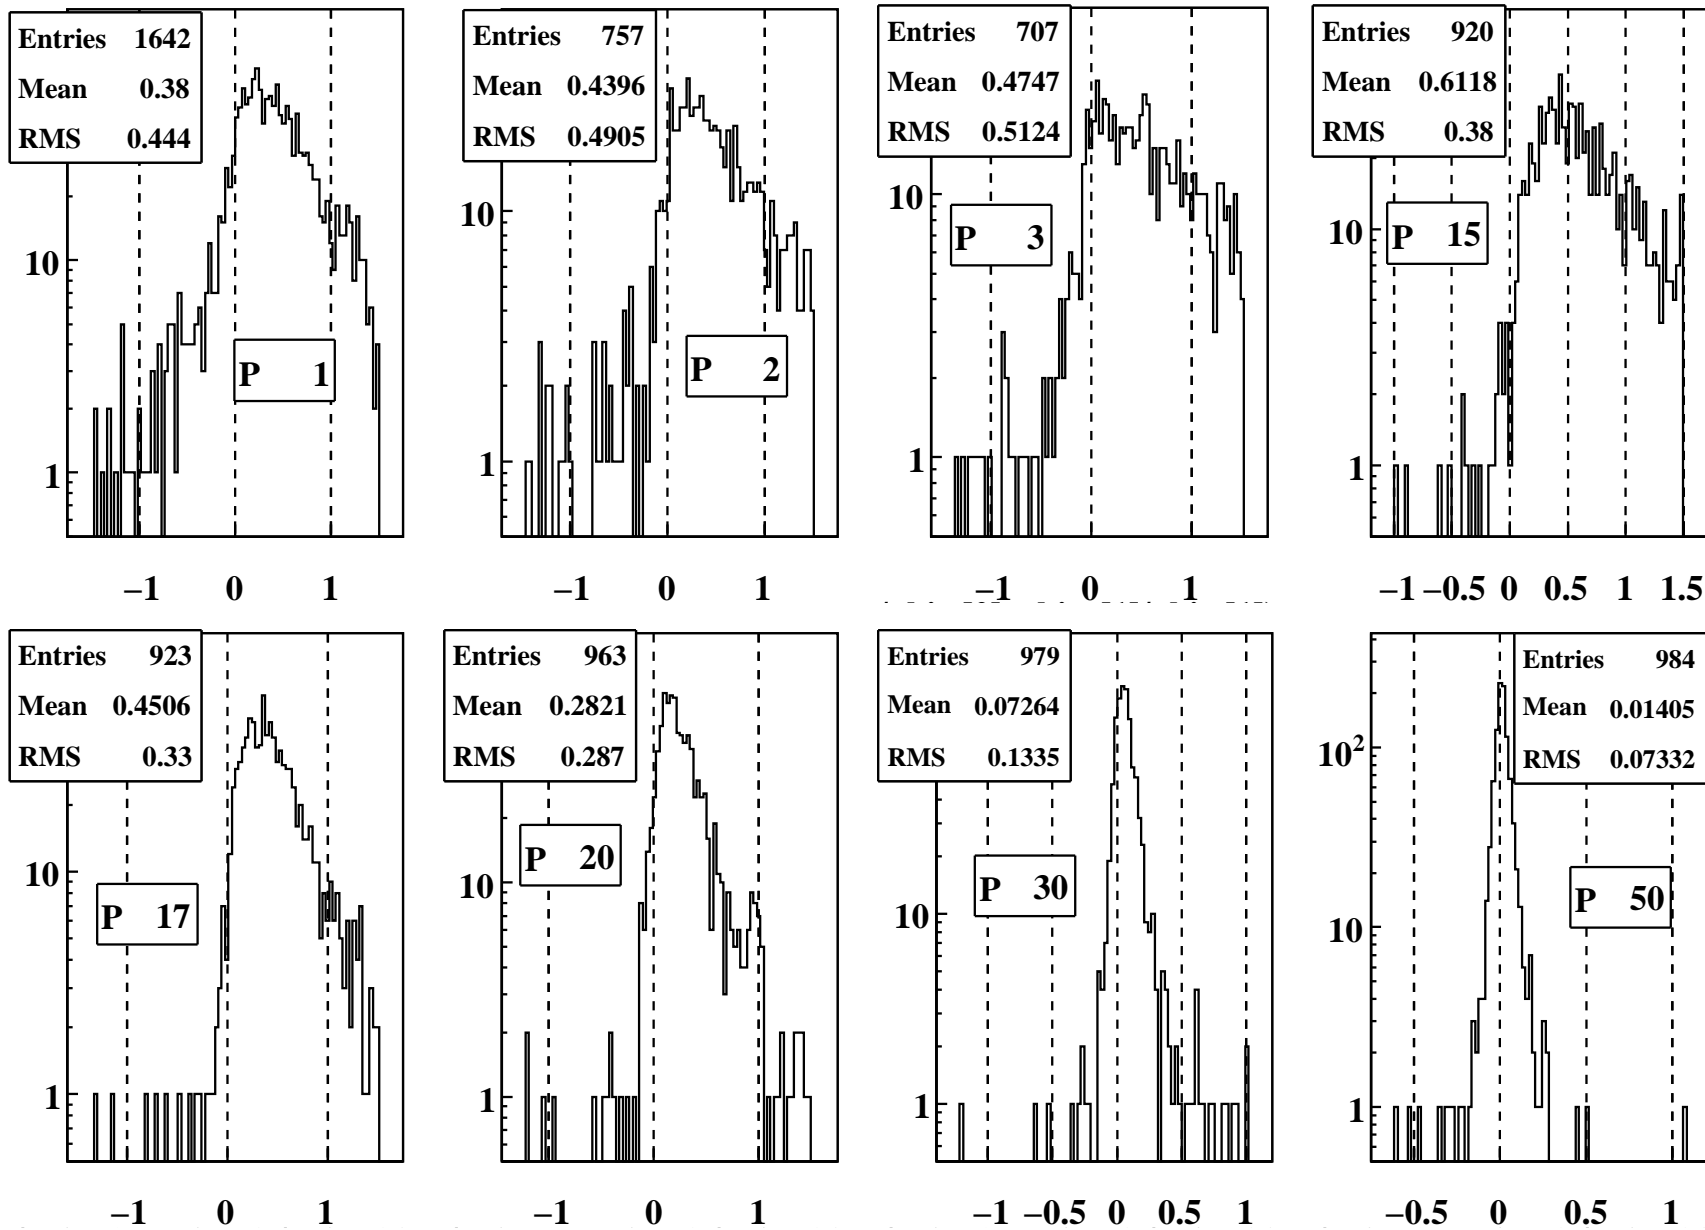 Entries 1642
Mean 0.38
RMS 0.444
10
1
P 1
−1 0 1
Entries 757
Mean 0.4396
RMS 0.4905
10
1
P 2
−1 0 1
Entries 707
Mean 0.4747
RMS 0.5124
10
1
P 3
−1 0 1
Entries 920
Mean 0.6118
RMS 0.38
10
1
P 15
−1 −0.5 0 0.5 1 1.5
Entries 923
Mean 0.4506
RMS 0.33
10
1
P 17
−1 0 1
Entries 963
Mean 0.2821
RMS 0.287
10
1
P 20
−1 0 1
Entries 979
Mean 0.07264
RMS 0.1335
10
1
P 30
−1 −0.5 0 0.5 1
Entries 984
Mean 0.01405
RMS 0.07332
10²
10
1
P 50
−0.5 0 0.5 1